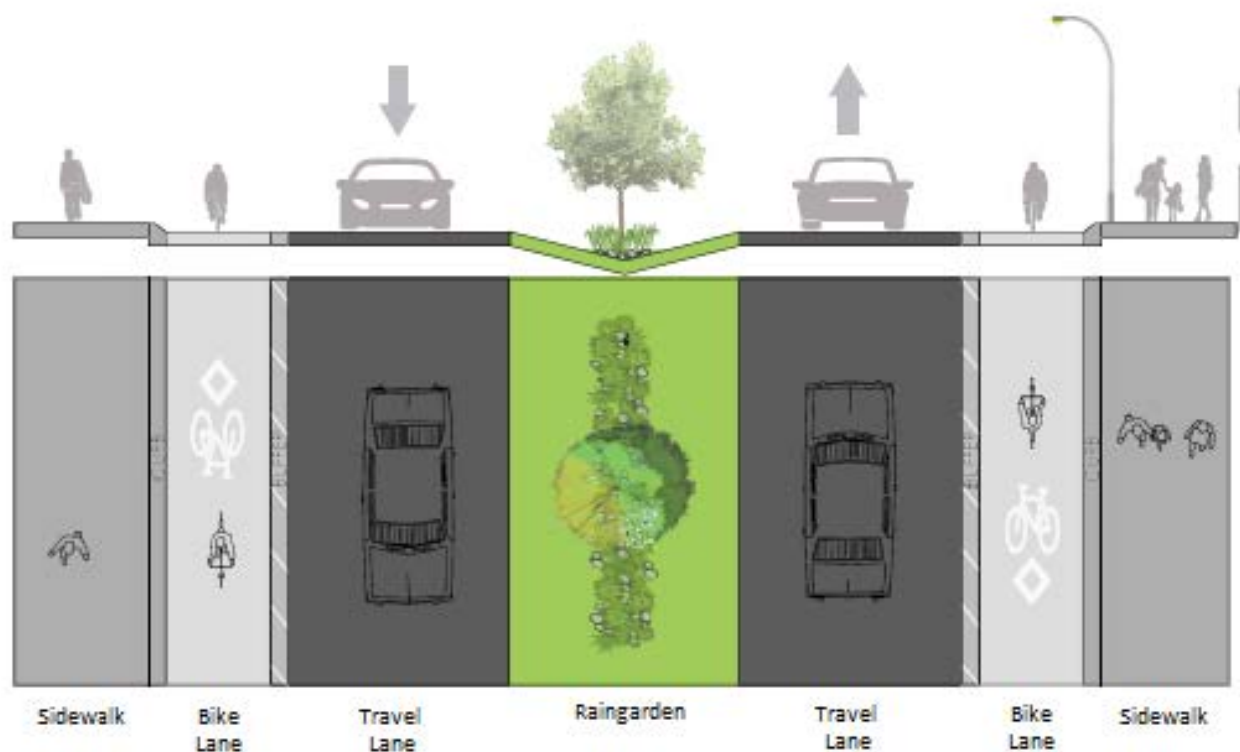 Sidewalk
Bike
Lane
Travel
Lane
Raingarden
Travel
Lane
Bike
Lane
Sidewalk